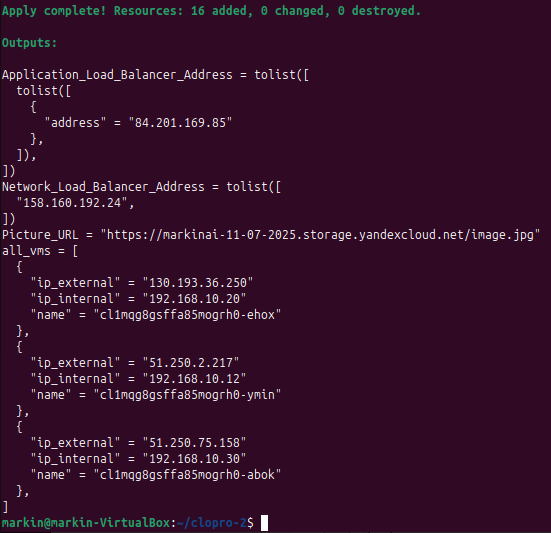 Apply complete! Resources: 16 added, 0 changed, 0 destroyed.
Outputs:
Application_Load_Balancer_Address = tolist([
  tolist([
    {
      "address" = "84.201.169.85"
    },
  ]),
])
Network_Load_Balancer_Address = tolist([
  "158.160.192.24",
])
Picture_URL = "https://markinai-11-07-2025.storage.yandexcloud.net/image.jpg"
all_vms = [
  {
    "ip_external" = "130.193.36.250"
    "ip_internal" = "192.168.10.20"
    "name" = "cl1mqg8gsffa85mogrh0-ehox"
  },
  {
    "ip_external" = "51.250.2.217"
    "ip_internal" = "192.168.10.12"
    "name" = "cl1mqg8gsffa85mogrh0-ymin"
  },
  {
    "ip_external" = "51.250.75.158"
    "ip_internal" = "192.168.10.30"
    "name" = "cl1mqg8gsffa85mogrh0-abok"
  },
]
markin@markin-VirtualBox:~/clopro-2$